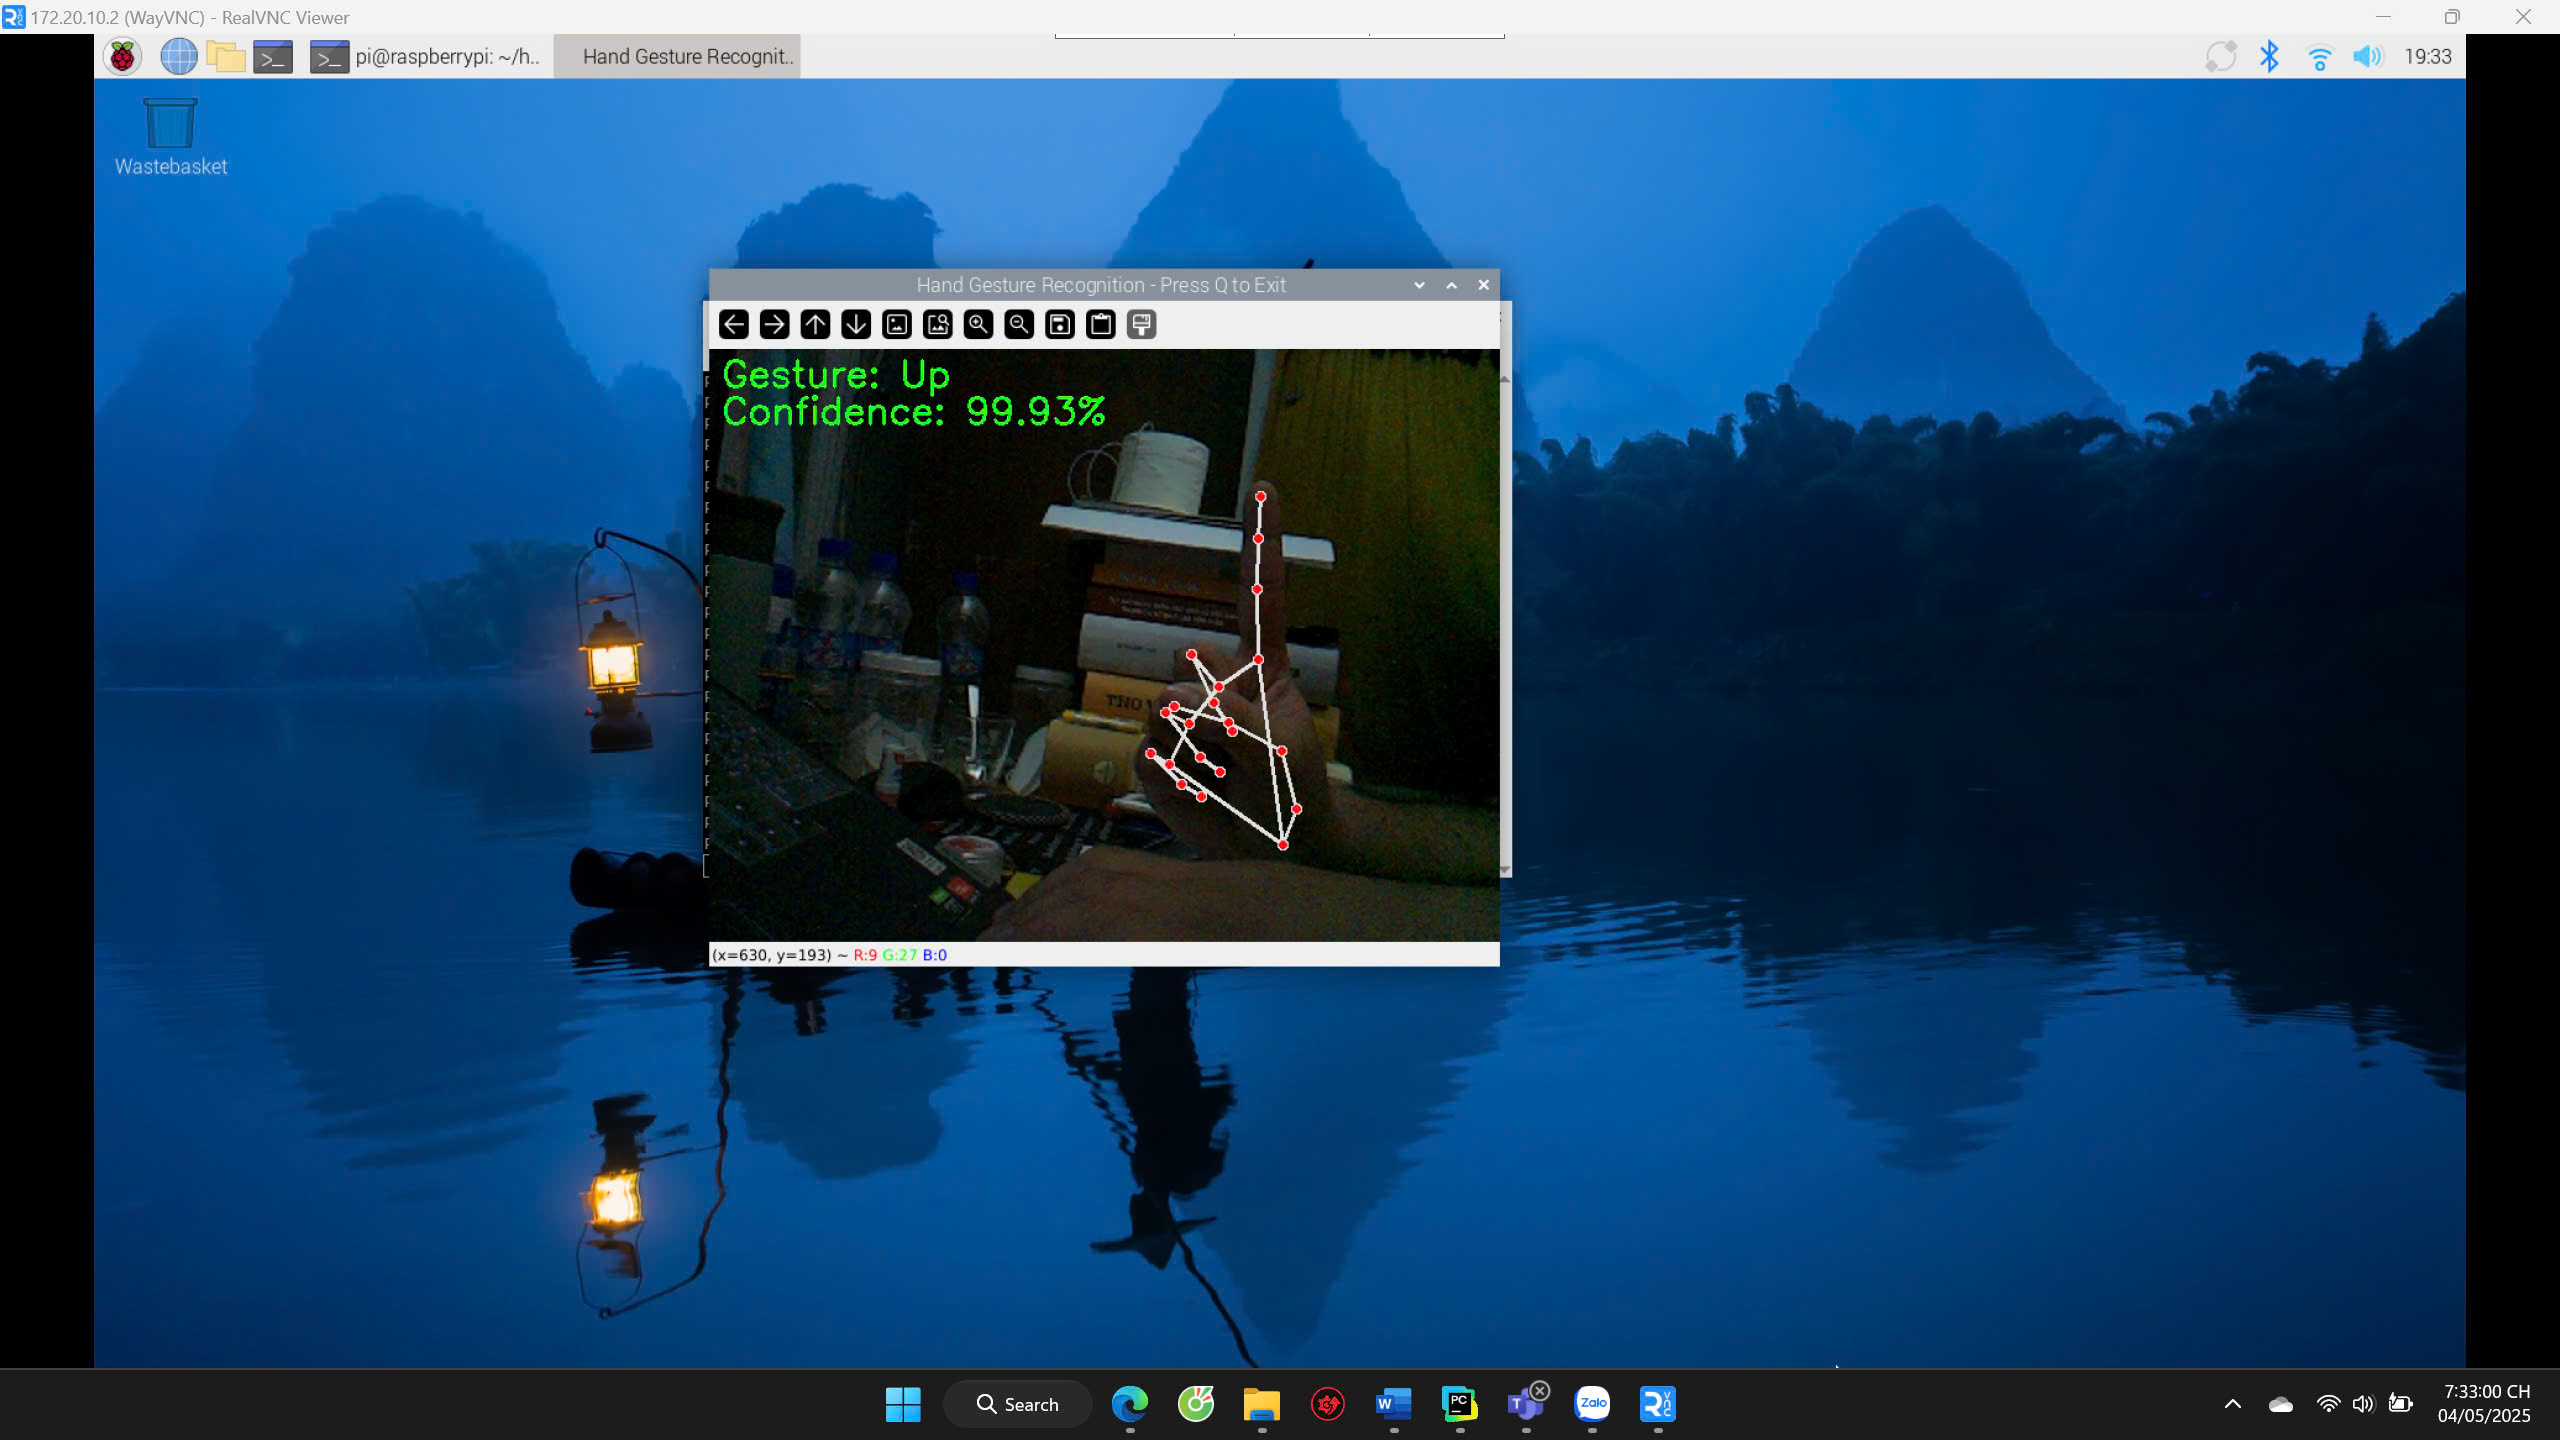 172.20.10.2 (WayVNC) - RealVNC Viewer
pi@raspberrypi: ~/h..
Hand Gesture Recognit..
19:33
Wastebasket
Hand Gesture Recognition - Press Q to Exit
Gesture: Up
Confidence: 99.93%
(x=630, y=193) ~ R:9 G:27 B:0
Search
Zalo
7:33:00 CH
04/05/2025